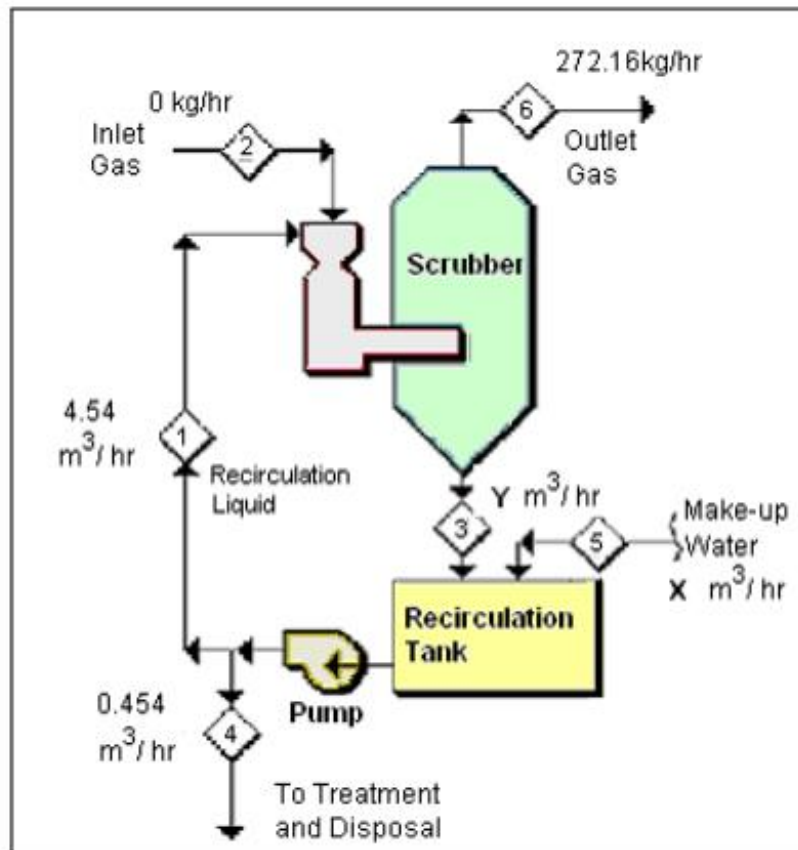 272.16kg/hr
0 kg/hr
Inlet
Gas
2
6
Outlet
Gas
Scrubber
4.54
m³/ hr
1
Recirculation
Liquid
Y m³/ hr
3
5
Make-up
Water
X m³/ hr
Recirculation
Tank
Pump
0.454
m³/ hr
4
To Treatment
and Disposal